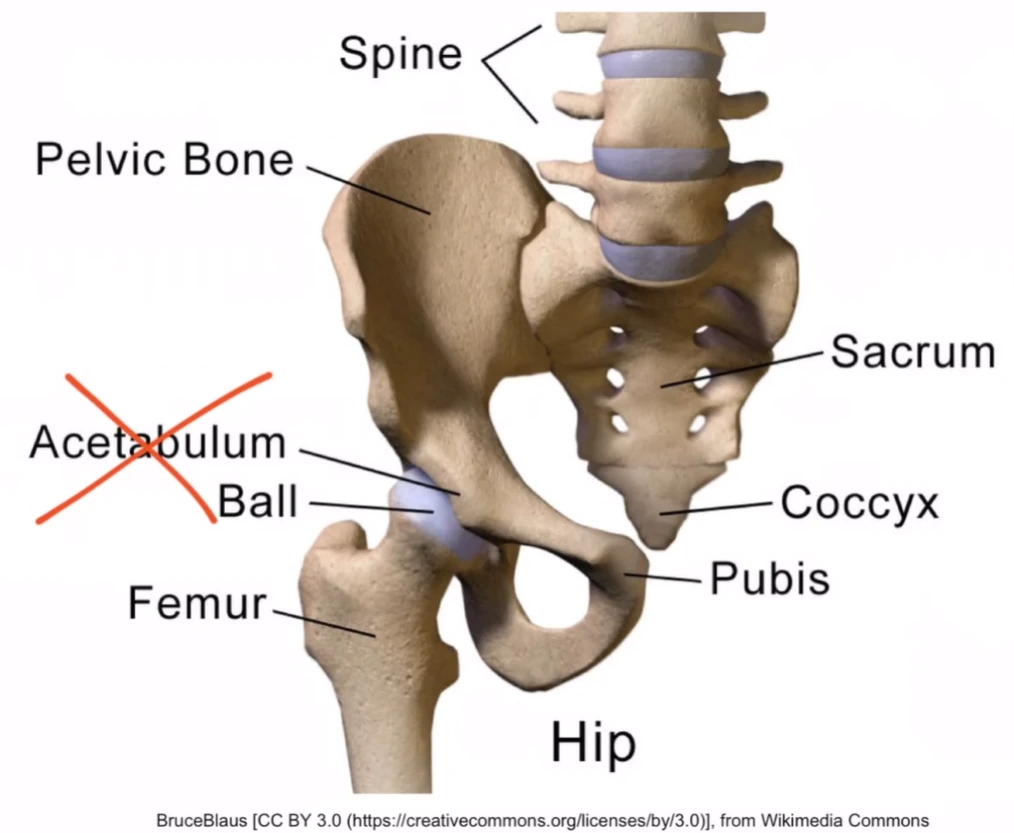 Spine
Pelvic Bone
Sacrum
Acetabulum
Ball
Coccyx
Pubis
Femur
Hip
BruceBlaus [CC BY 3.0 (https://creativecommons.org/licenses/by/3.0)], from Wikimedia Commons